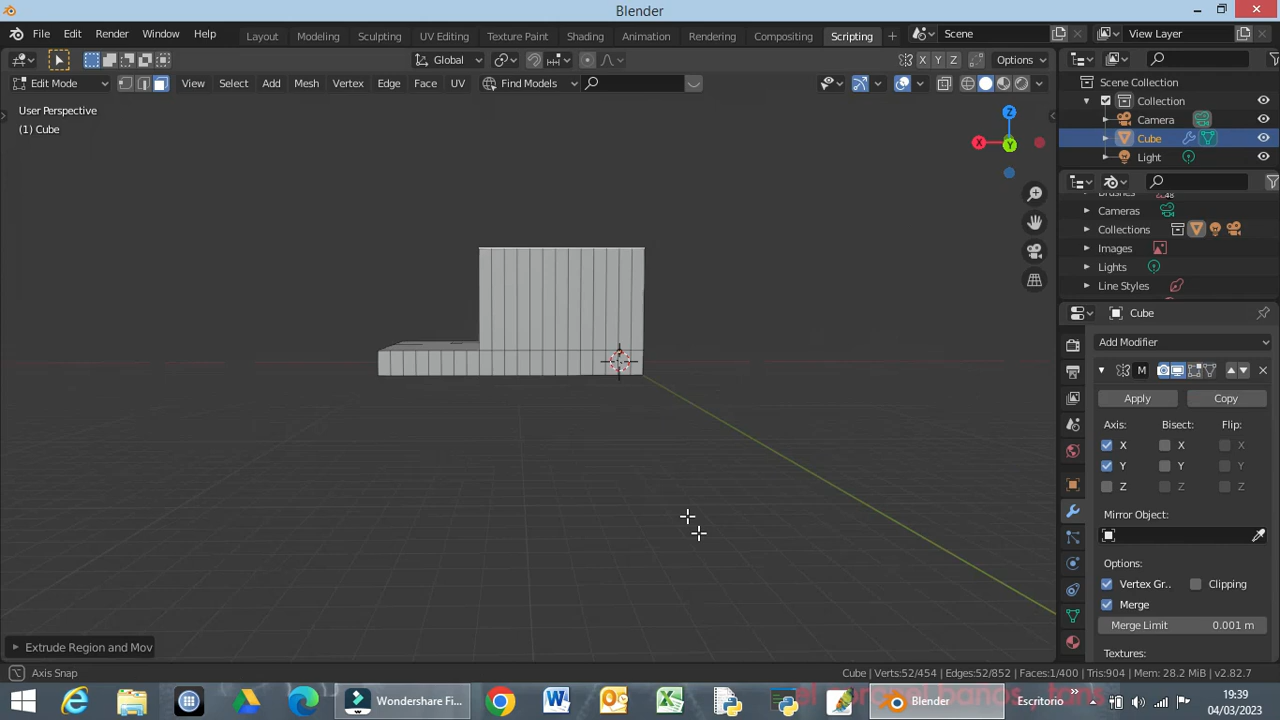 Blender
File Edit Render Window Help Layout Modeling Sculpting UV Editing Texture Paint Shading Animation Rendering Compositing Scripting + Scene View Layer
Global X Y Z Options
Edit Mode View Select Add Mesh Vertex Edge Face UV Find Models
Scene Collection
Collection
Camera
Cube
Light
User Perspective
(1) Cube
Z
X
Y
Brushes
48
Cameras
Collections
Images
Lights
Line Styles
Cube
Add Modifier
M
Apply Copy
Axis: Bisect: Flip:
X X X
Y Y Y
Z Z Z
Mirror Object:
Options:
Vertex Gr.. Clipping
Merge
Merge Limit 0.001 m
Textures:
Extrude Region and Mov
Axis Snap
Cube | Verts:52/454 | Edges:52/852 | Faces:1/400 | Tris:904 | Mem: 28.2 MiB | v2.82.7
Wondershare Fi...
Blender
Escritorio
19:39
04/03/2023